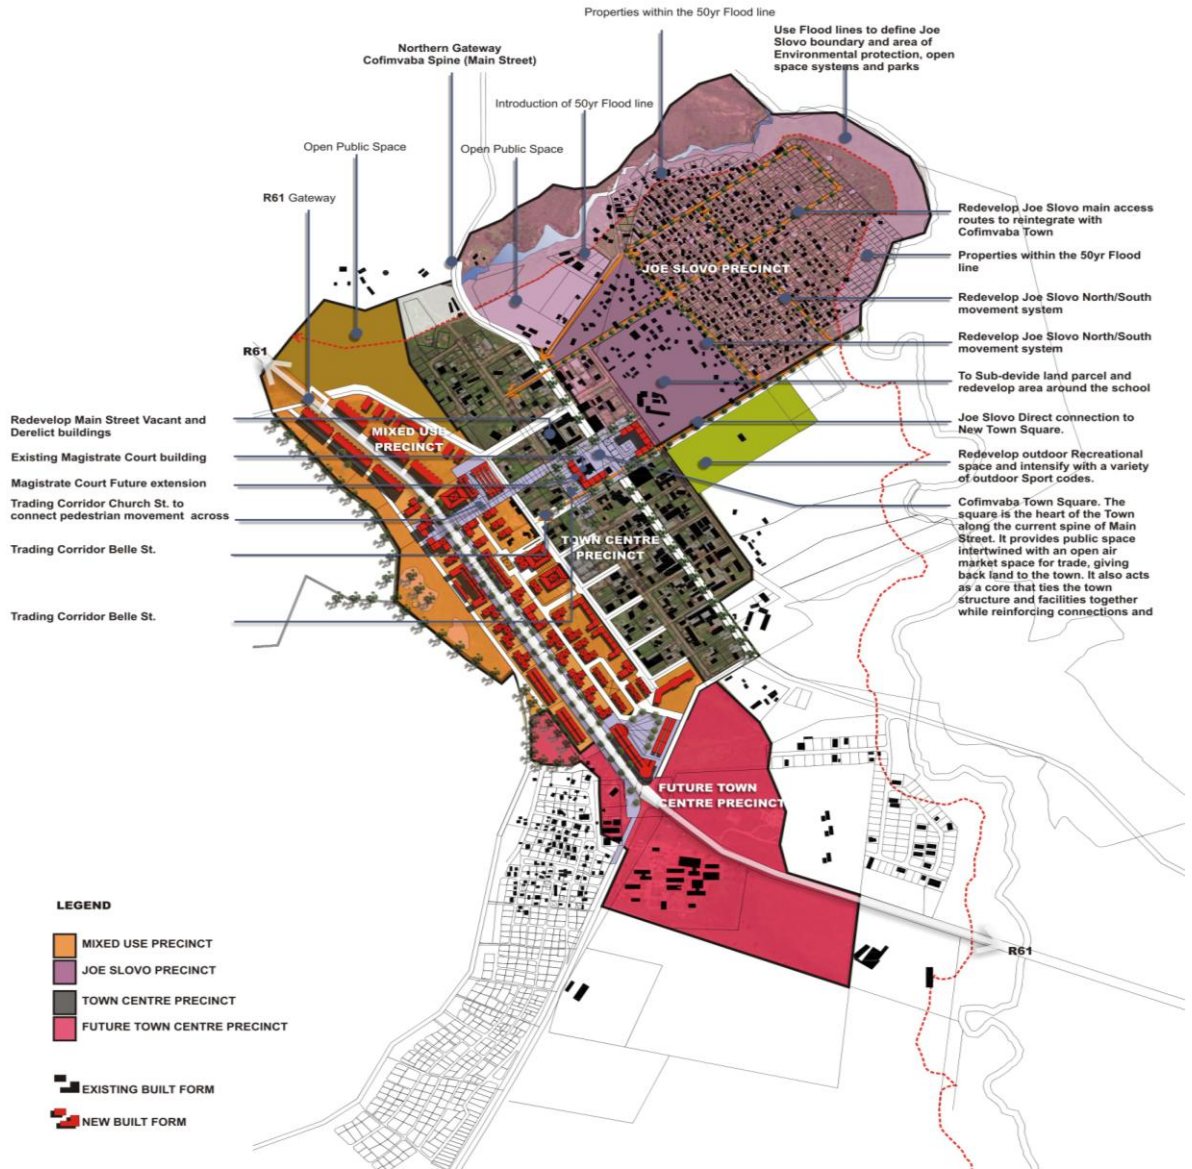 Properties within the 50yr Flood line
Use Flood lines to define Joe
Slovo boundary and area of
Environmental protection, open
space systems and parks
Northern Gateway
Cofimvaba Spine (Main Street)
Introduction of 50yr Flood line
Open Public Space
Open Public Space
R61 Gateway
Redevelop Joe Slovo main access
routes to reintegrate with
Cofimvaba Town
Properties within the 50yr Flood
line
JOE SLOVO PRECINCT
Redevelop Joe Slovo North/South
movement system
Redevelop Joe Slovo North/South
movement system
R61
To Sub-devide land parcel and
redevelop area around the school
Joe Slovo Direct connection to
New Town Square.
Redevelop Main Street Vacant and
Derelict buildings
MIXED USE
PRECINCT
Existing Magistrate Court building
Redevelop outdoor Recreational
space and intensify with a variety
of outdoor Sport codes.
Magistrate Court Future extension
Trading Corridor Church St. to
connect pedestrian movement across
Cofimvaba Town Square. The
square is the heart of the Town
along the current spine of Main
Street. It provides public space
intertwined with an open air
market space for trade, giving
back land to the town. It also acts
as a core that ties the town
structure and facilities together
while reinforcing connections and
Trading Corridor Belle St.
TOWN CENTRE
PRECINCT
Trading Corridor Belle St.
FUTURE TOWN
CENTRE PRECINCT
R61
LEGEND
MIXED USE PRECINCT
JOE SLOVO PRECINCT
TOWN CENTRE PRECINCT
FUTURE TOWN CENTRE PRECINCT
EXISTING BUILT FORM
NEW BUILT FORM